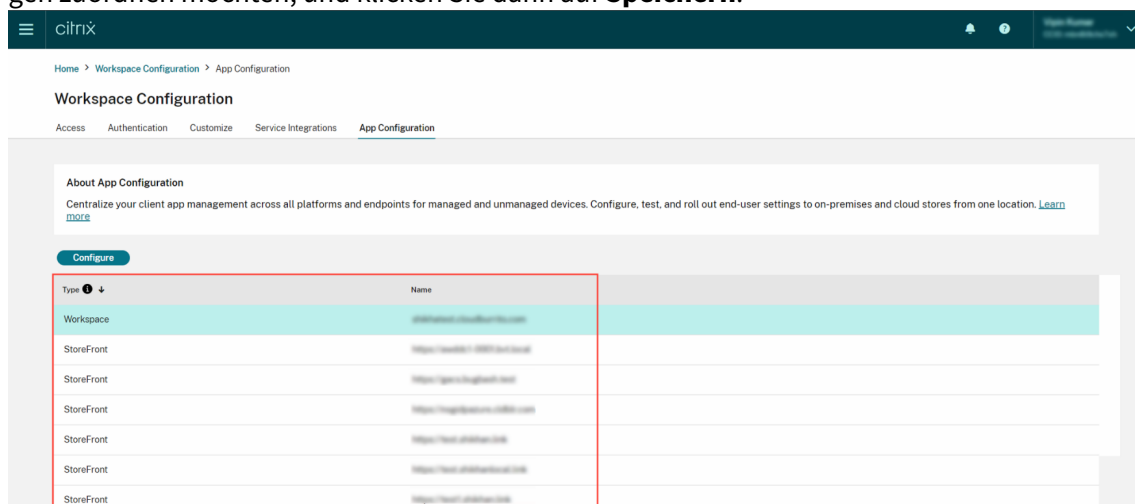 gen zuordnen möchten, und klicken Sie dann auf Speichern.
citrix
Home > Workspace Configuration > App Configuration
Workspace Configuration
Access Authentication Customize Service Integrations App Configuration
About App Configuration
Centralize your client app management across all platforms and endpoints for managed and unmanaged devices. Configure, test, and roll out end-user settings to on-premises and cloud stores from one location. Learn
more
Configure
Type Name
Workspace
StoreFront
StoreFront
StoreFront
StoreFront
StoreFront
StoreFront